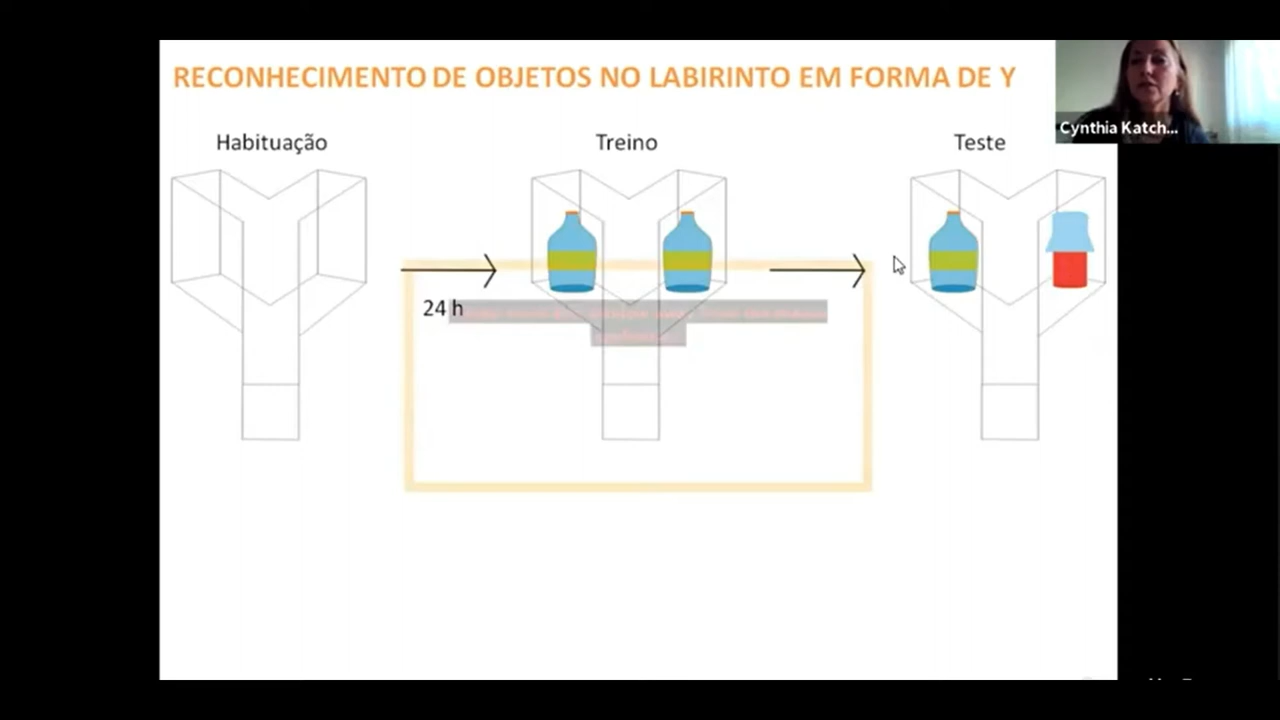 RECONHECIMENTO DE OBJETOS NO LABIRINTO EM FORMA DE Y
Cynthia Katch...
Habituação
Treino
Teste
24 h